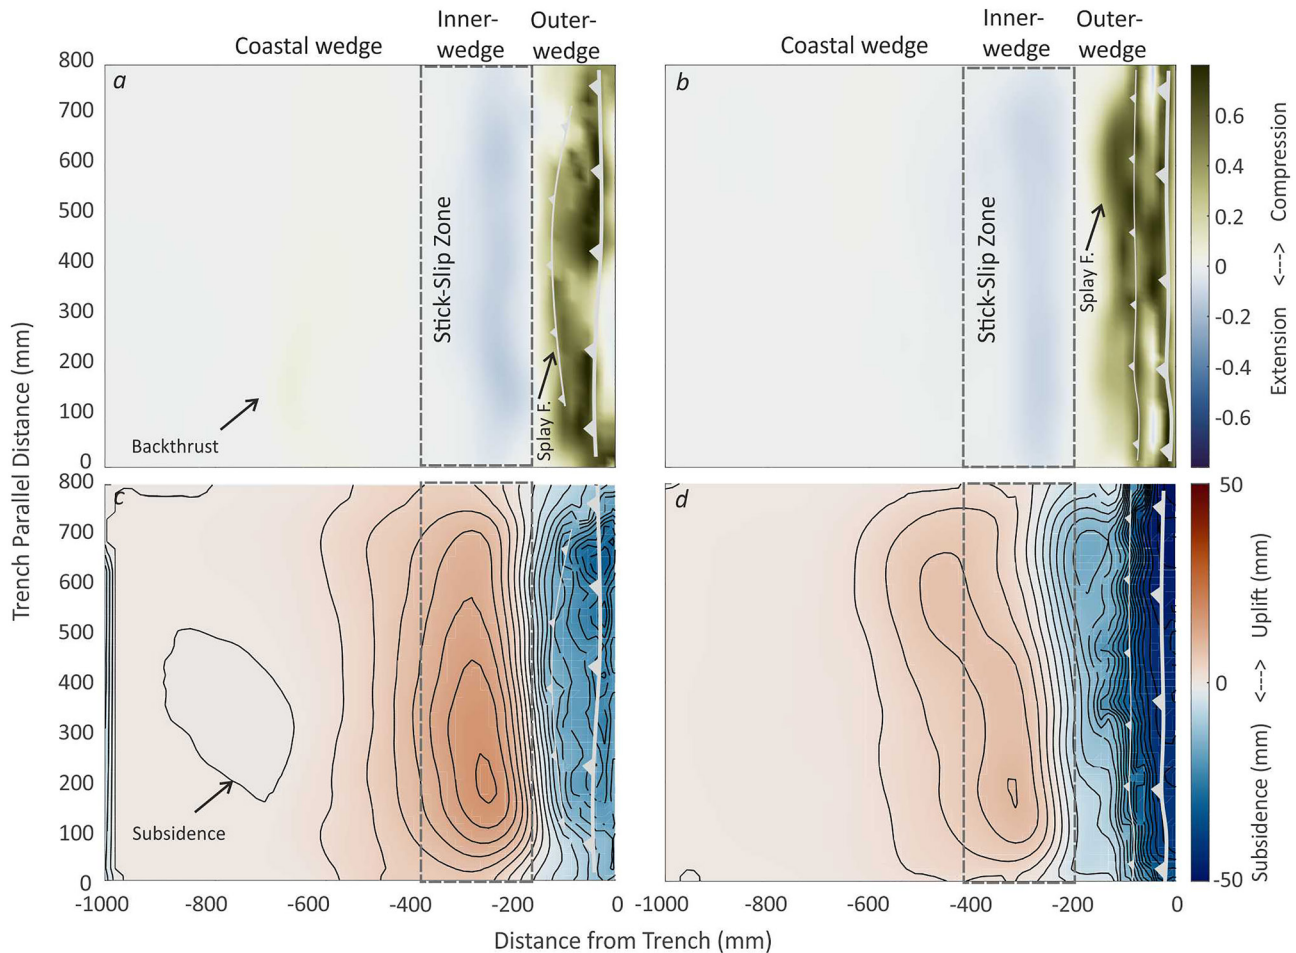 Coastal wedge
Inner-
wedge
Outer-
wedge
Coastal wedge
Inner-
wedge
Outer-
wedge
a
b
800
700
600
500
400
300
200
100
0
Stick-Slip Zone
Splay F.
Backthrust
Stick-Slip Zone
Splay F.
0.6
0.4
0.2
0
-0.2
-0.4
-0.6
Extension <---> Compression
Trench Parallel Distance (mm)
c
d
800
700
600
500
400
300
200
100
0
Subsidence
50
0
-50
Subsidence (mm) <---> Uplift (mm)
-1000 -800 -600 -400 -200 0
-1000 -800 -600 -400 -200 0
Distance from Trench (mm)